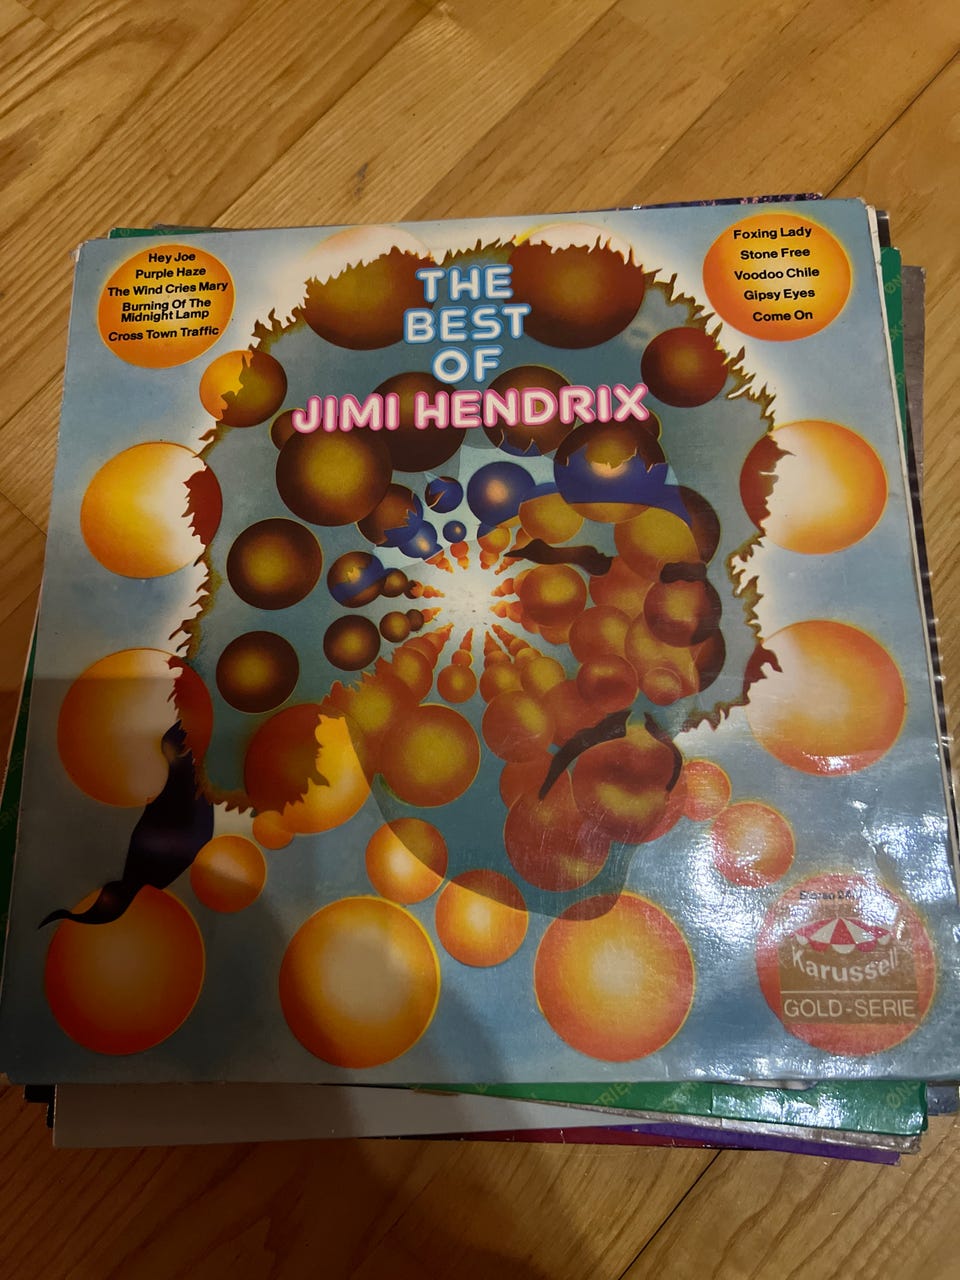 Hey Joe
Purple Haze
The Wind Cries Mary
Burning Of The
Midnight Lamp
Cross Town Traffic
THE
BEST
OF
JIMI HENDRIX
Foxing Lady
Stone Free
Voodoo Chile
Gipsy Eyes
Come On
Stereo
Karussell
GOLD-SERIE